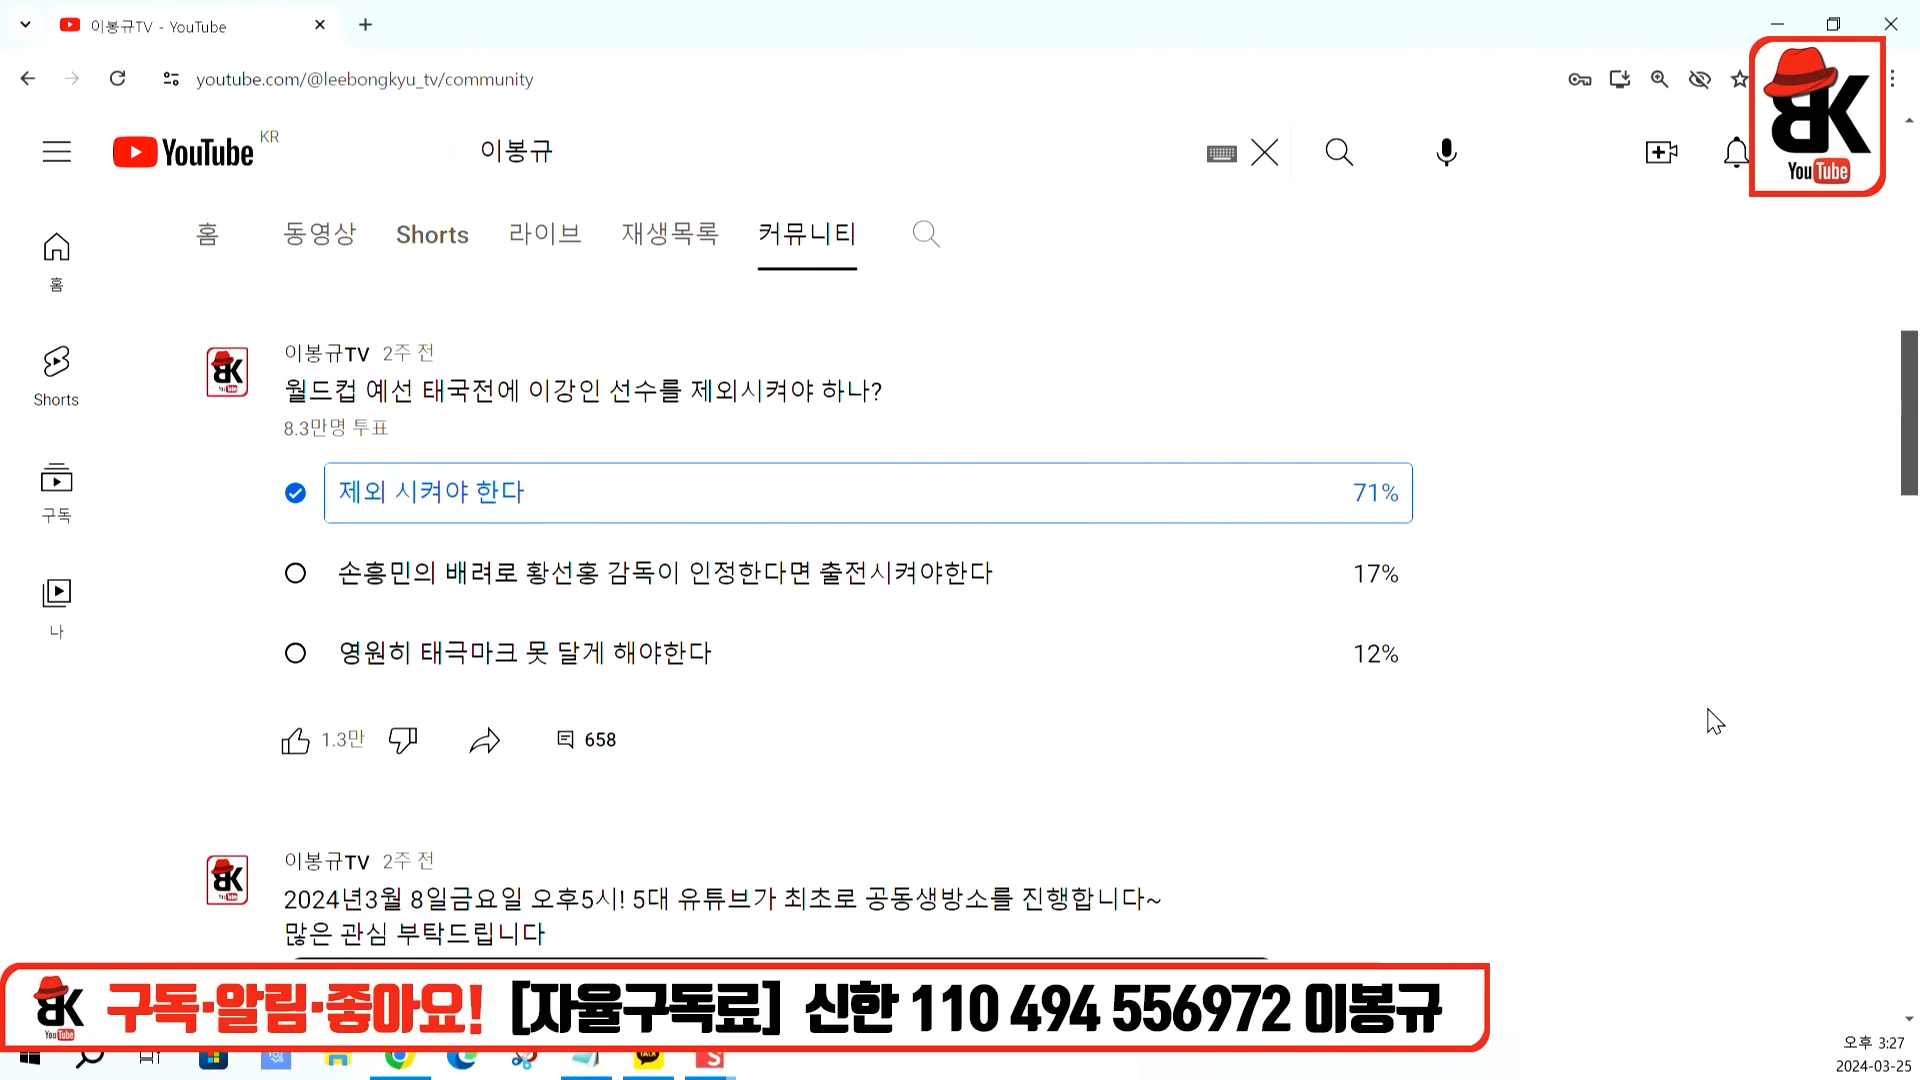 이봉규TV - YouTube
youtube.com/@leebongkyu_tv/community
BK
YouTube
YouTube KR
이봉규
홈 동영상 Shorts 라이브 재생목록 커뮤니티
홈
Shorts
구독
나
이봉규TV 2주 전
월드컵 예선 태국전에 이강인 선수를 제외시켜야 하나?
8.3만명 투표
제외 시켜야 한다 71%
손흥민의 배려로 황선홍 감독이 인정한다면 출전시켜야한다 17%
영원히 태극마크 못 달게 해야한다 12%
1.3만 658
이봉규TV 2주 전
2024년3월 8일금요일 오후5시! 5대 유튜브가 최초로 공동생방소를 진행합니다~
많은 관심 부탁드립니다
BK
YouTube
구독·알림·좋아요! [자율구독료] 신한 110 494 556972 이봉규
오후 3:27
2024-03-25